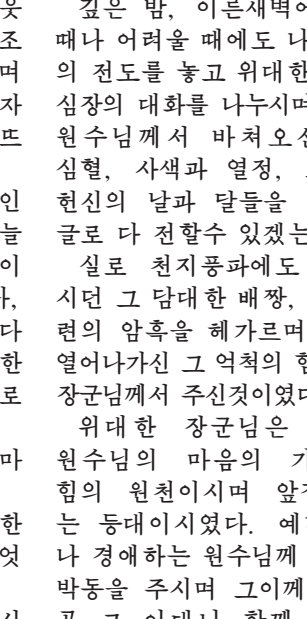 웃
조
며
자
뜨
인
늘
이
다
한
로
마
한
엇
깊은 밤, 이른새벽에
때나 어려울 때에도 나
의 전도를 놓고 위대한
심장의 대화를 나누시며
원수님께서 바쳐오신
심혈, 사색과 열정,
헌신의 날과 달들을
글로 다 전할수 있겠는
실로 천지풍파에도
시던 그 담대한 배짱,
련의 암흑을 헤가르며
열어나가신 그 억척의 힘
장군님께서 주신것이였다
위대한 장군님은
원수님의 마음의 기
힘의 원천이시며 앞길
는 등대이시였다. 예
나 경애하는 원수님께
박동을 주시며 그이께